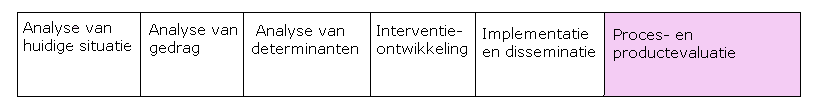 Analyse van
huidige situatie
Analyse van
gedrag
Analyse van
determinanten
Interventie-
ontwikkeling
Implementatie
en disseminatie
Proces- en
productevaluatie